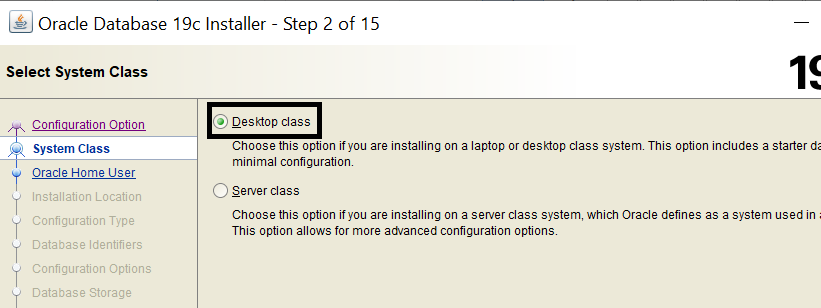 Oracle Database 19c Installer - Step 2 of 15
Select System Class
19
Configuration Option
System Class
Oracle Home User
Installation Location
Configuration Type
Database Identifiers
Configuration Options
Database Storage
Desktop class
Choose this option if you are installing on a laptop or desktop class system. This option includes a starter da
minimal configuration.
Server class
Choose this option if you are installing on a server class system, which Oracle defines as a system used in a
This option allows for more advanced configuration options.